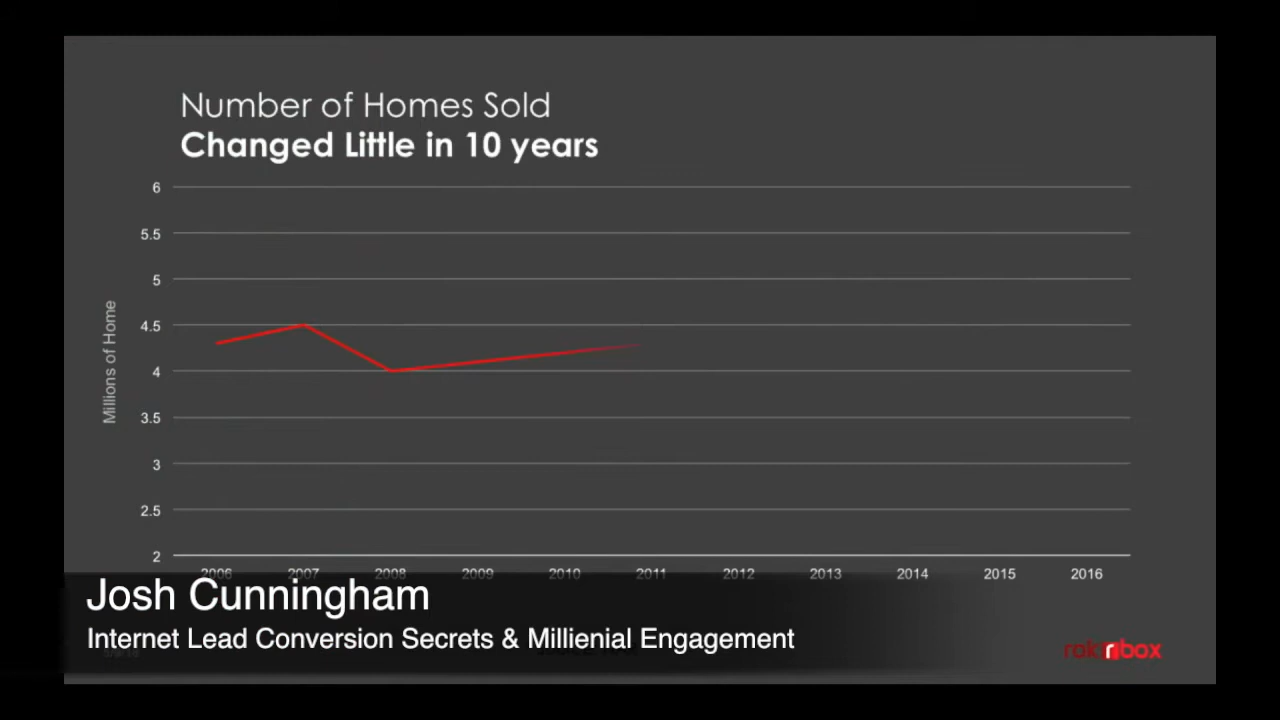 Number of Homes Sold
Changed Little in 10 years
Millions of Home
6
5.5
5
4.5
4
3.5
3
2.5
2
2006 2007 2008 2009 2010 2011 2012 2013 2014 2015 2016
Josh Cunningham
Internet Lead Conversion Secrets & Millienial Engagement
rokrbox